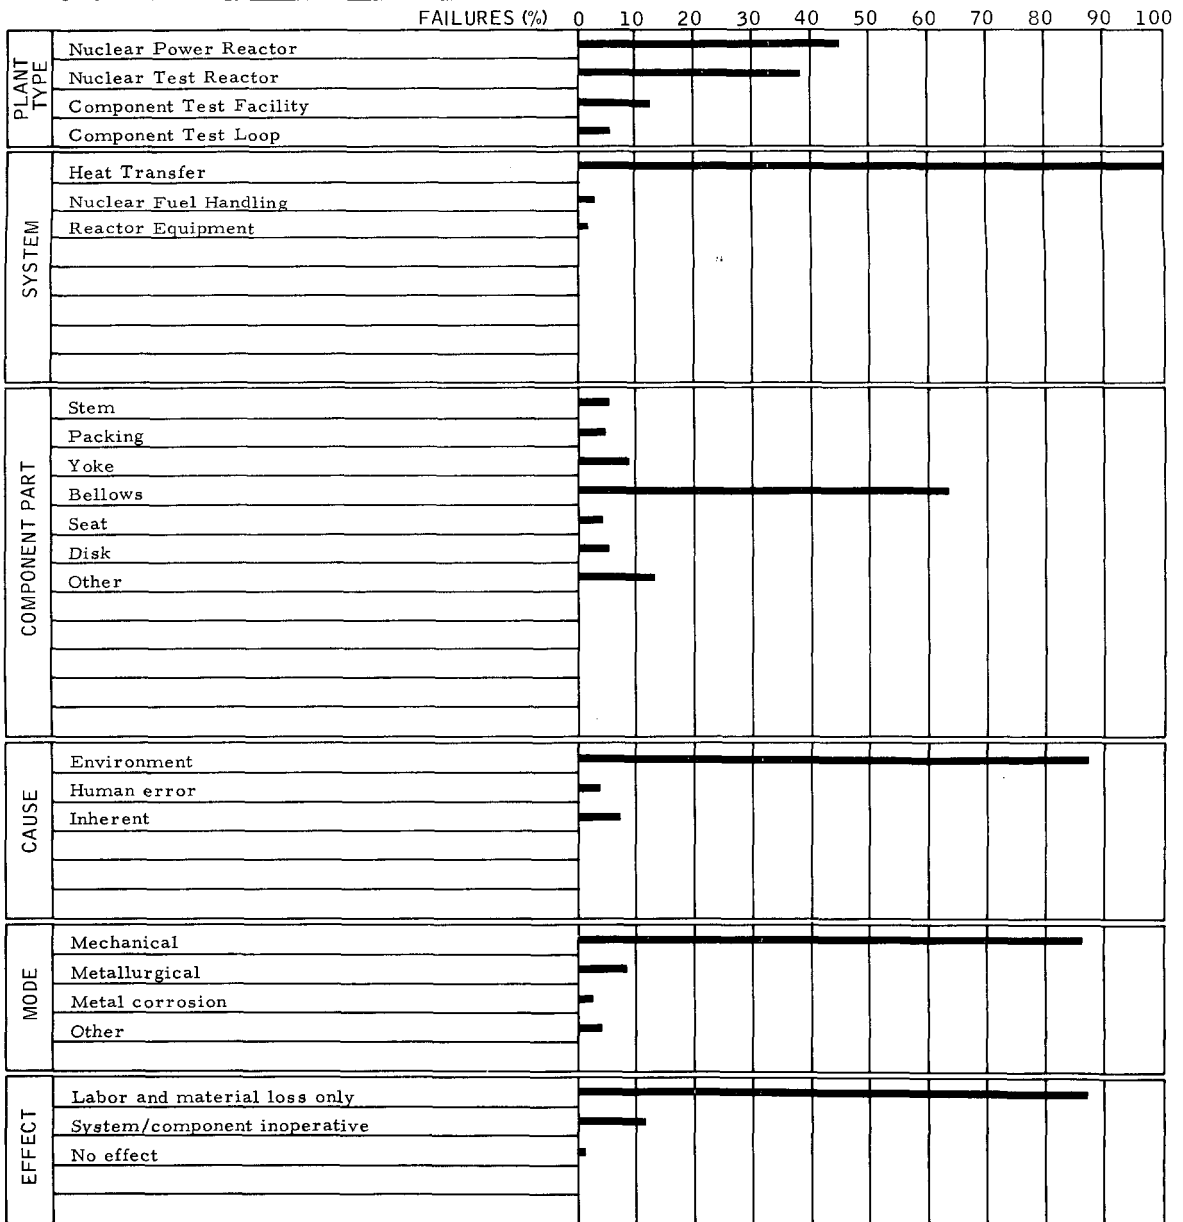 FAILURES (%) 0 10 20 30 40 50 60 70 80 90 100
PLANT TYPE
Nuclear Power Reactor
Nuclear Test Reactor
Component Test Facility
Component Test Loop
SYSTEM
Heat Transfer
Nuclear Fuel Handling
Reactor Equipment
COMPONENT PART
Stem
Packing
Yoke
Bellows
Seat
Disk
Other
CAUSE
Environment
Human error
Inherent
MODE
Mechanical
Metallurgical
Metal corrosion
Other
EFFECT
Labor and material loss only
System/component inoperative
No effect